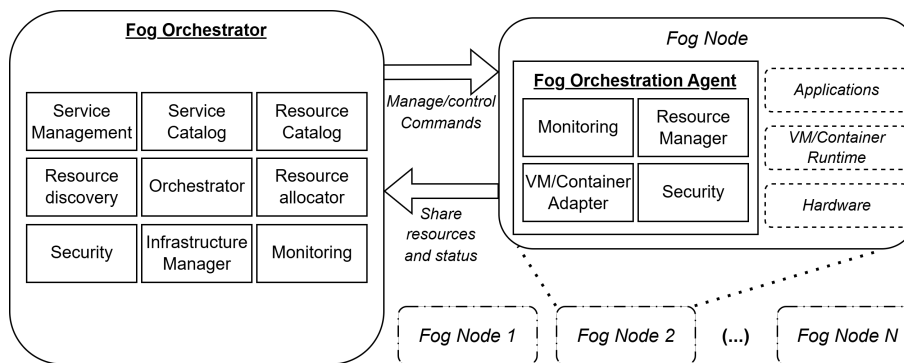 Fog Orchestrator
Service
Management
Service
Catalog
Resource
Catalog
Resource
discovery
Orchestrator
Resource
allocator
Security
Infrastructure
Manager
Monitoring
Manage/control
Commands
Share
resources
and status
Fog Node
Fog Orchestration Agent
Monitoring
Resource
Manager
VM/Container
Adapter
Security
Applications
VM/Container
Runtime
Hardware
Fog Node 1
Fog Node 2
(...)
Fog Node N